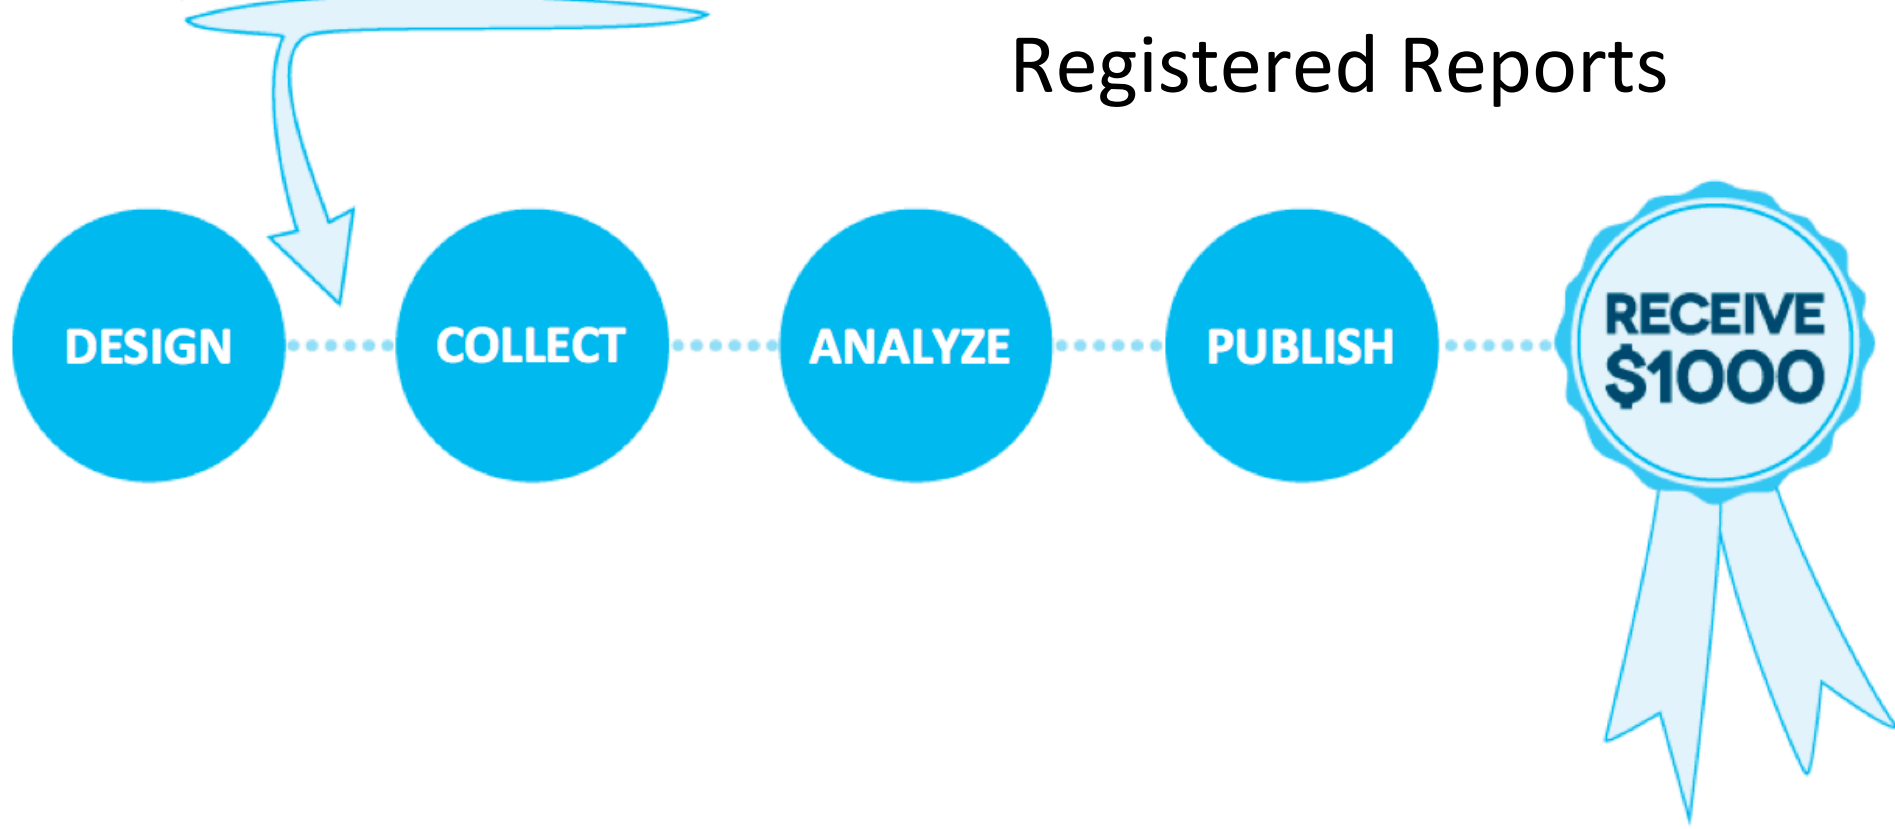 Registered Reports
DESIGN
COLLECT
ANALYZE
PUBLISH
RECEIVE
$1000